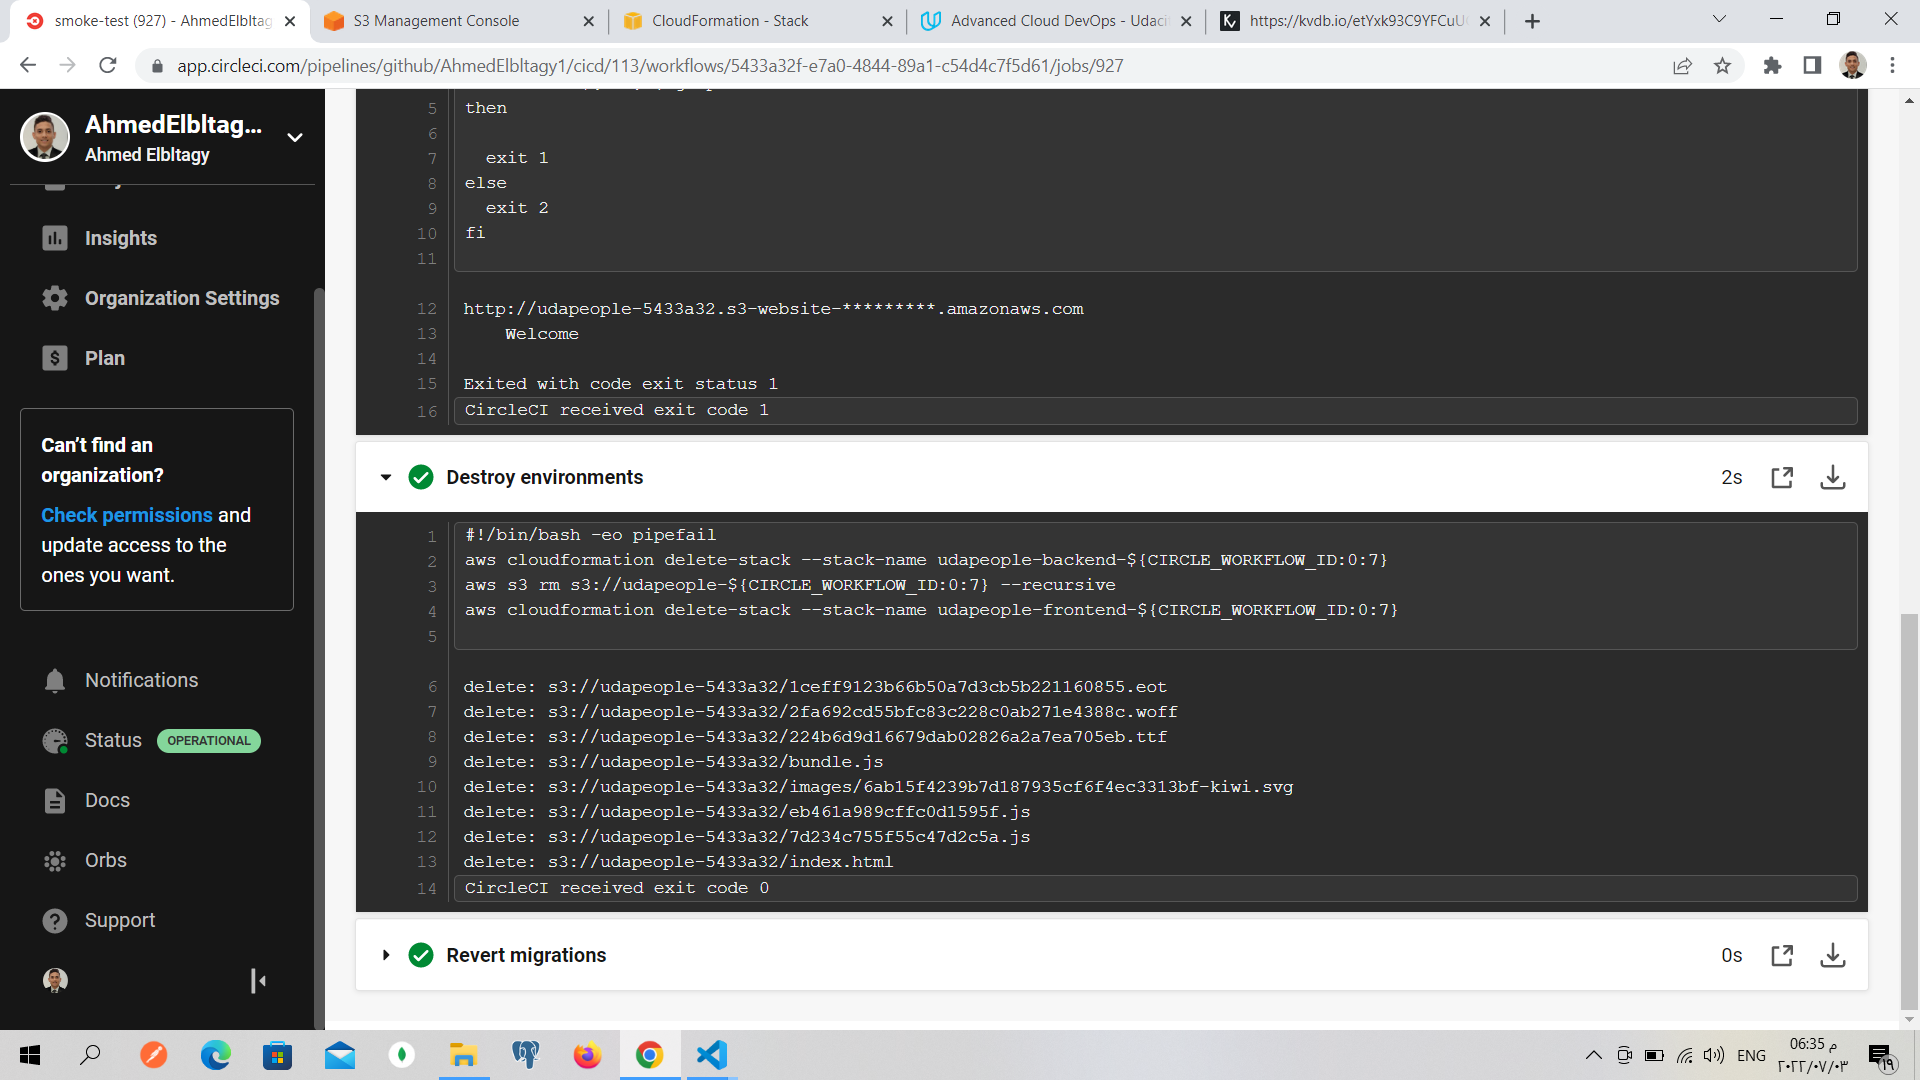 smoke-test (927) - AhmedElbltag
S3 Management Console
CloudFormation - Stack
Advanced Cloud DevOps - Udaci
https://kvdb.io/etYxk93C9YFCuU
app.circleci.com/pipelines/github/AhmedElbltagy1/cicd/113/workflows/5433a32f-e7a0-4844-89a1-c54d4c7f5d61/jobs/927
AhmedElbltag...
Ahmed Elbltagy
Insights
Organization Settings
Plan
Can't find an
organization?
Check permissions and
update access to the
ones you want.
Notifications
Status OPERATIONAL
Docs
Orbs
Support
5 then
6
7 exit 1
8 else
9 exit 2
10 fi
11
12 http://udapeople-5433a32.s3-website-*********.amazonaws.com
13 Welcome
14
15 Exited with code exit status 1
16 CircleCI received exit code 1
Destroy environments 2s
1 #!/bin/bash -eo pipefail
2 aws cloudformation delete-stack --stack-name udapeople-backend-${CIRCLE_WORKFLOW_ID:0:7}
3 aws s3 rm s3://udapeople-${CIRCLE_WORKFLOW_ID:0:7} --recursive
4 aws cloudformation delete-stack --stack-name udapeople-frontend-${CIRCLE_WORKFLOW_ID:0:7}
5
6 delete: s3://udapeople-5433a32/1ceff9123b66b50a7d3cb5b221160855.eot
7 delete: s3://udapeople-5433a32/2fa692cd55bfc83c228c0ab271e4388c.woff
8 delete: s3://udapeople-5433a32/224b6d9d16679dab02826a2a7ea705eb.ttf
9 delete: s3://udapeople-5433a32/bundle.js
10 delete: s3://udapeople-5433a32/images/6ab15f4239b7d187935cf6f4ec3313bf-kiwi.svg
11 delete: s3://udapeople-5433a32/eb461a989cffc0d1595f.js
12 delete: s3://udapeople-5433a32/7d234c755f55c47d2c5a.js
13 delete: s3://udapeople-5433a32/index.html
14 CircleCI received exit code 0
Revert migrations 0s
ENG
06:35 م
٢٠٢٢/٠٧/٠٣
١٩